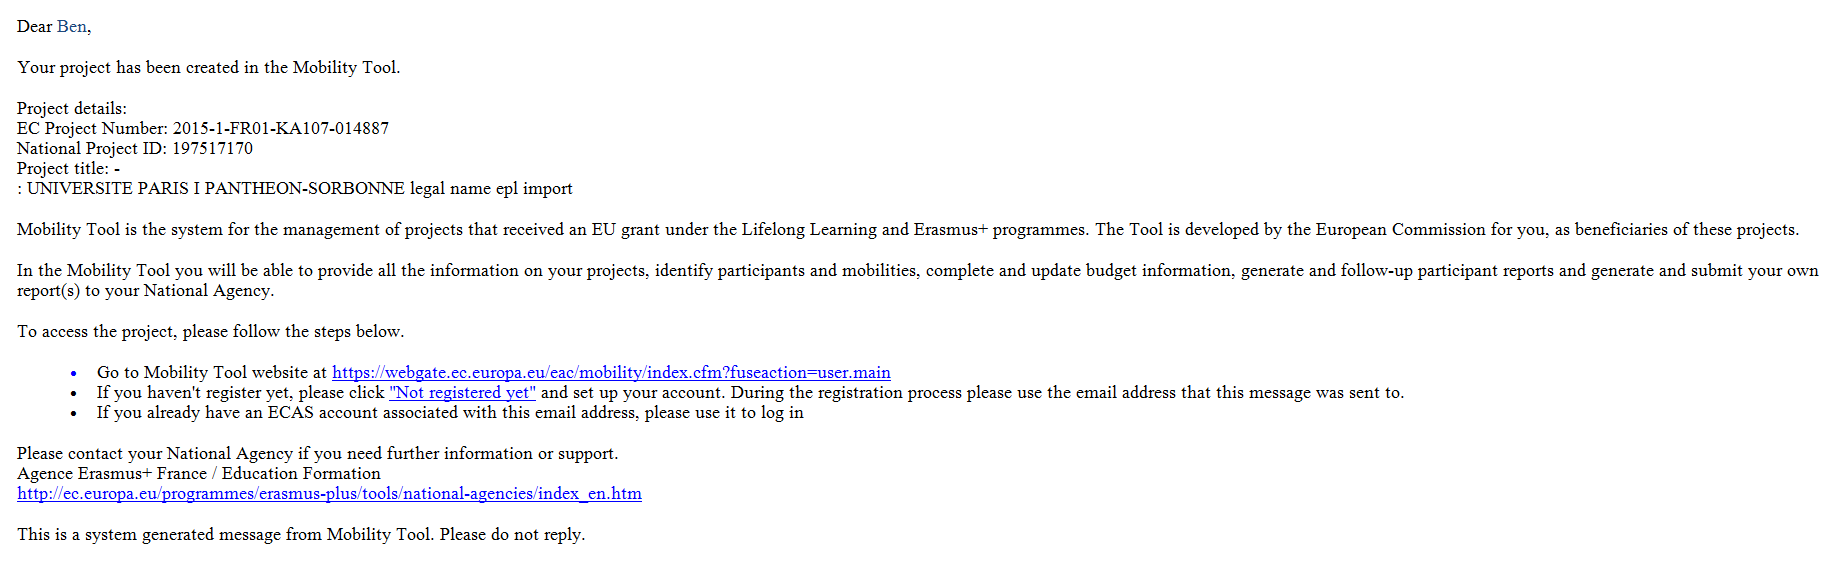 Dear Ben,
Your project has been created in the Mobility Tool.
Project details:
EC Project Number: 2015-1-FR01-KA107-014887
National Project ID: 197517170
Project title: -
: UNIVERSITE PARIS I PANTHEON-SORBONNE legal name epl import
Mobility Tool is the system for the management of projects that received an EU grant under the Lifelong Learning and Erasmus+ programmes. The Tool is developed by the European Commission for you, as beneficiaries of these projects.
In the Mobility Tool you will be able to provide all the information on your projects, identify participants and mobilities, complete and update budget information, generate and follow-up participant reports and generate and submit your own
report(s) to your National Agency.
To access the project, please follow the steps below.
• Go to Mobility Tool website at https://webgate.ec.europa.eu/eac/mobility/index.cfm?fuseaction=user.main
• If you haven't register yet, please click "Not registered yet" and set up your account. During the registration process please use the email address that this message was sent to.
• If you already have an ECAS account associated with this email address, please use it to log in
Please contact your National Agency if you need further information or support.
Agence Erasmus+ France / Education Formation
http://ec.europa.eu/programmes/erasmus-plus/tools/national-agencies/index_en.htm
This is a system generated message from Mobility Tool. Please do not reply.